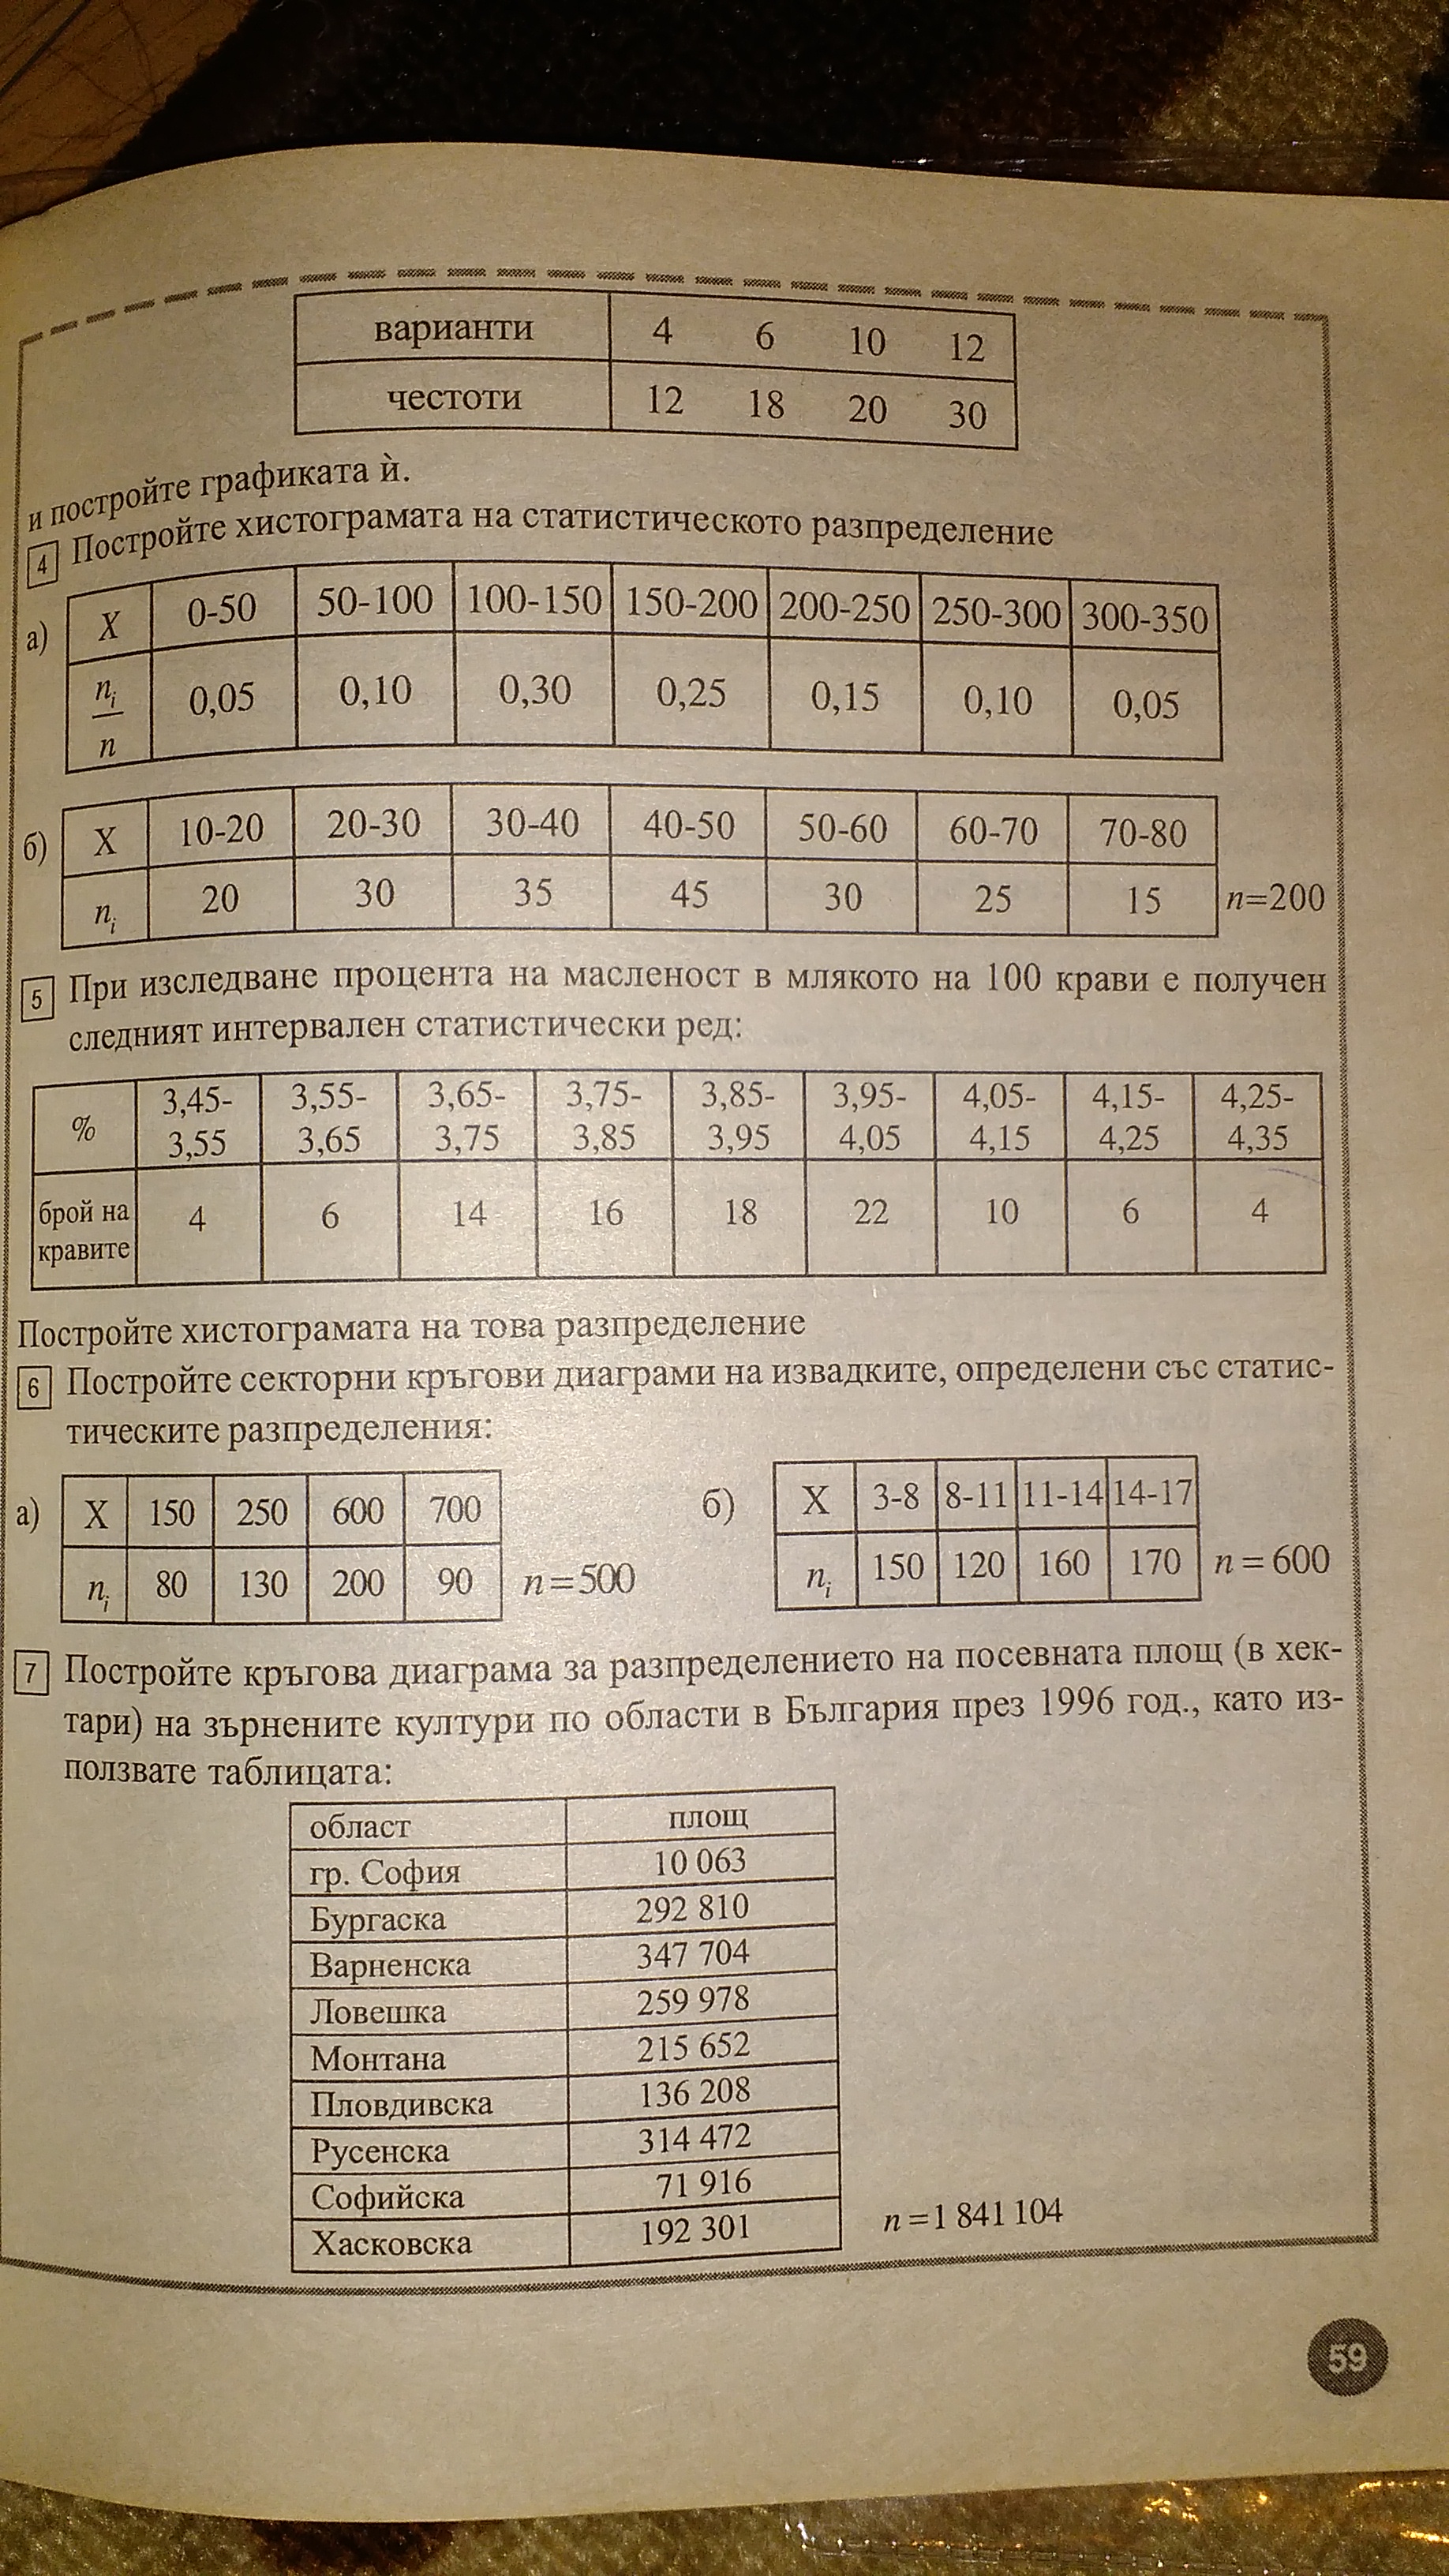 варианти 4 6 10 12
честоти 12 18 20 30
и постройте графиката ѝ.
4 Постройте хистограмата на статистическото разпределение
а) X 0-50 50-100 100-150 150-200 200-250 250-300 300-350
nᵢ/n 0,05 0,10 0,30 0,25 0,15 0,10 0,05
б) X 10-20 20-30 30-40 40-50 50-60 60-70 70-80
nᵢ 20 30 35 45 30 25 15 n=200
5 При изследване процента на масленост в млякото на 100 крави е получен
следният интервален статистически ред:
% 3,45- 3,55- 3,65- 3,75- 3,85- 3,95- 4,05- 4,15- 4,25-
3,55 3,65 3,75 3,85 3,95 4,05 4,15 4,25 4,35
брой на
кравите 4 6 14 16 18 22 10 6 4
Постройте хистограмата на това разпределение
6 Постройте секторни кръгови диаграми на извадките, определени със статис-
тическите разпределения:
а) X 150 250 600 700
nᵢ 80 130 200 90 n=500
б) X 3-8 8-11 11-14 14-17
nᵢ 150 120 160 170 n = 600
7 Постройте кръгова диаграма за разпределението на посевната площ (в хек-
тари) на зърнените култури по области в България през 1996 год., като из-
ползвате таблицата:
област площ
гр. София 10 063
Бургаска 292 810
Варненска 347 704
Ловешка 259 978
Монтана 215 652
Пловдивска 136 208
Русенска 314 472
Софийска 71 916
Хасковска 192 301
n=1 841 104
59